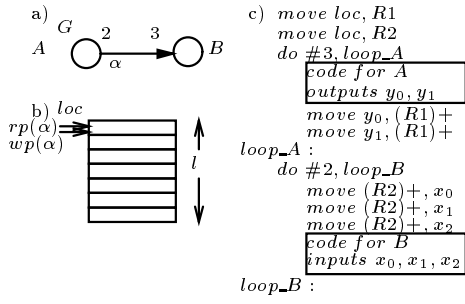 a)
G
A 2 3 B
α
b)
loc
rp(α)
wp(α)
l
c) move loc, R1
move loc, R2
do #3, loop_A
code for A
outputs y₀, y₁
move y₀, (R1)+
move y₁, (R1)+
loop_A :
do #2, loop_B
move (R2)+, x₀
move (R2)+, x₁
move (R2)+, x₂
code for B
inputs x₀, x₁, x₂
loop_B :